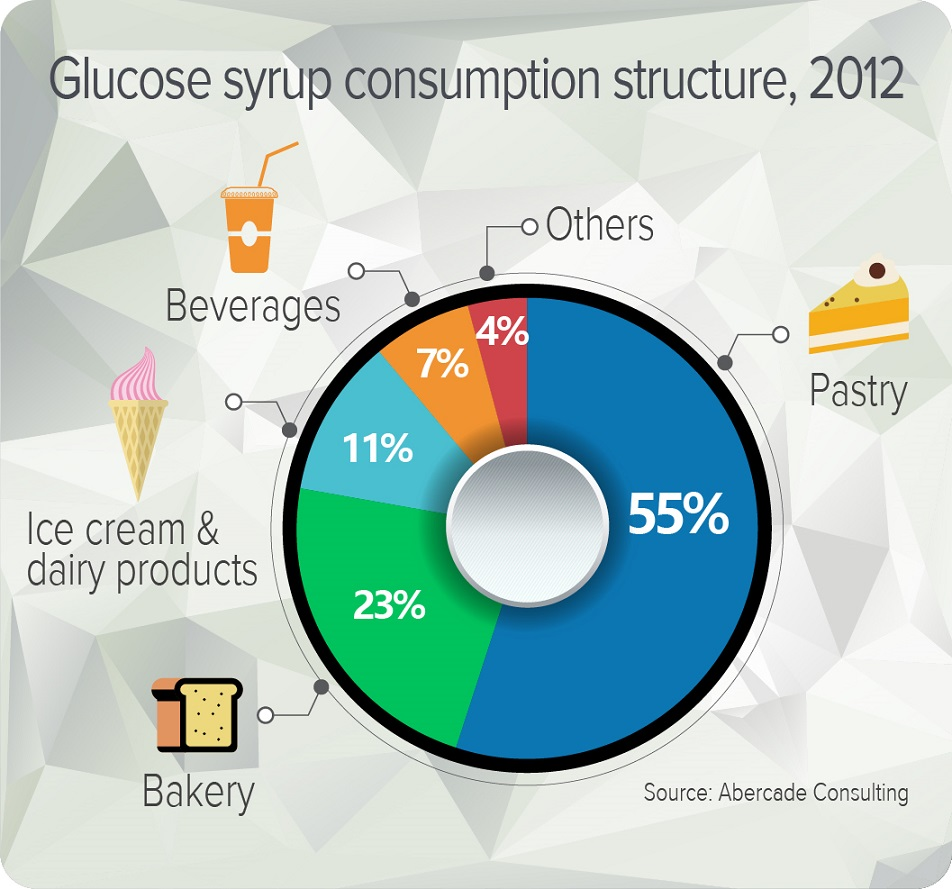 Glucose syrup consumption structure, 2012
Others
Beverages
Pastry
4%
7%
11%
55%
23%
Ice cream &
dairy products
Bakery
Source: Abercade Consulting